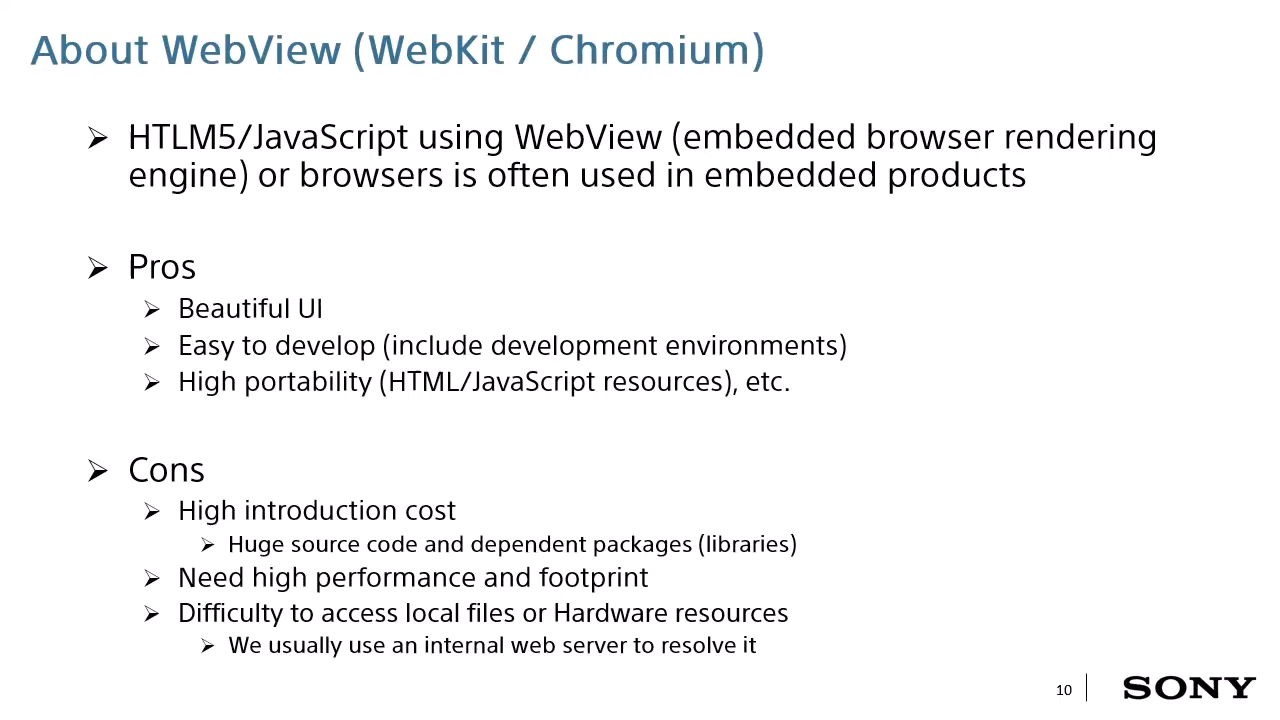 About WebView (WebKit / Chromium)
HTLM5/JavaScript using WebView (embedded browser rendering
engine) or browsers is often used in embedded products
Pros
Beautiful UI
Easy to develop (include development environments)
High portability (HTML/JavaScript resources), etc.
Cons
High introduction cost
Huge source code and dependent packages (libraries)
Need high performance and footprint
Difficulty to access local files or Hardware resources
We usually use an internal web server to resolve it
10
SONY